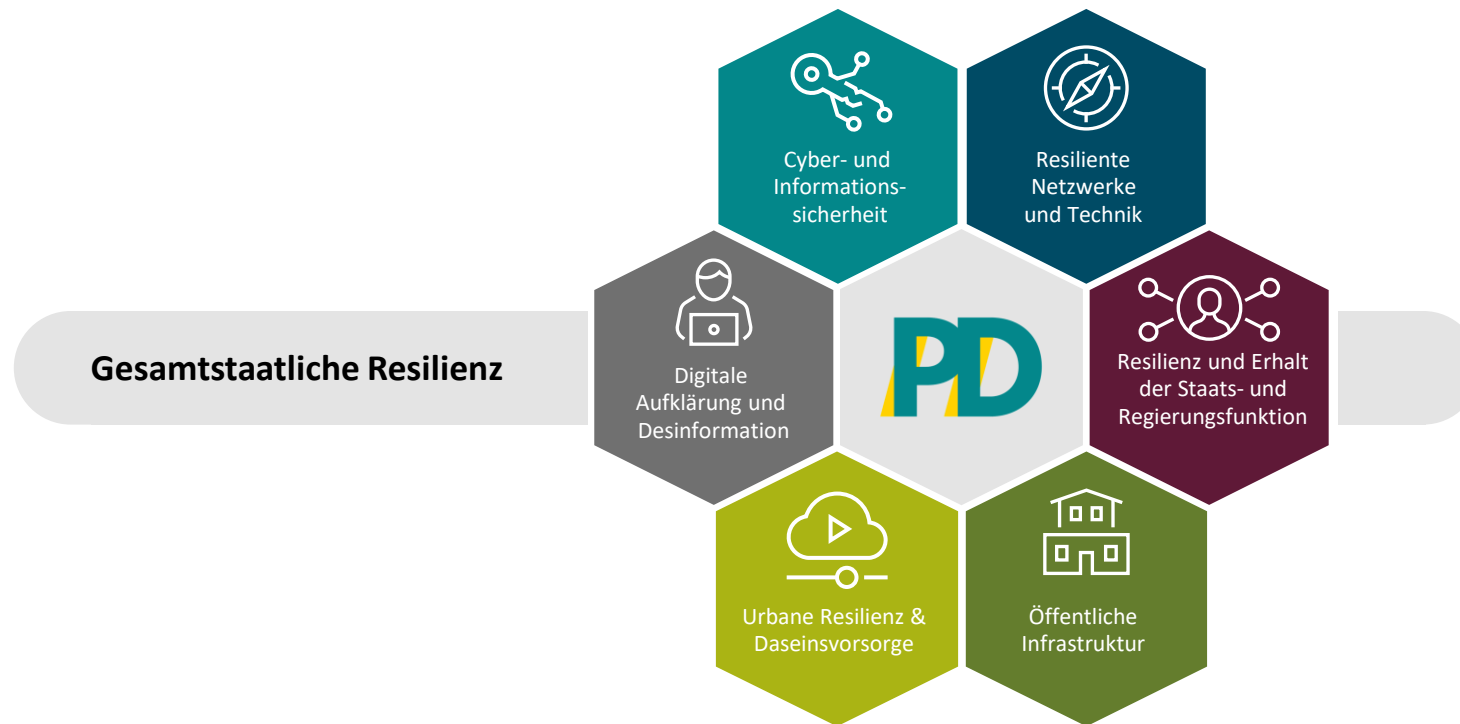 Cyber- und
Informations-
sicherheit
Resiliente
Netzwerke
und Technik
Gesamtstaatliche Resilienz
Digitale
Aufklärung und
Desinformation
PD
Resilienz und Erhalt
der Staats- und
Regierungsfunktion
Urbane Resilienz &
Daseinsvorsorge
Öffentliche
Infrastruktur